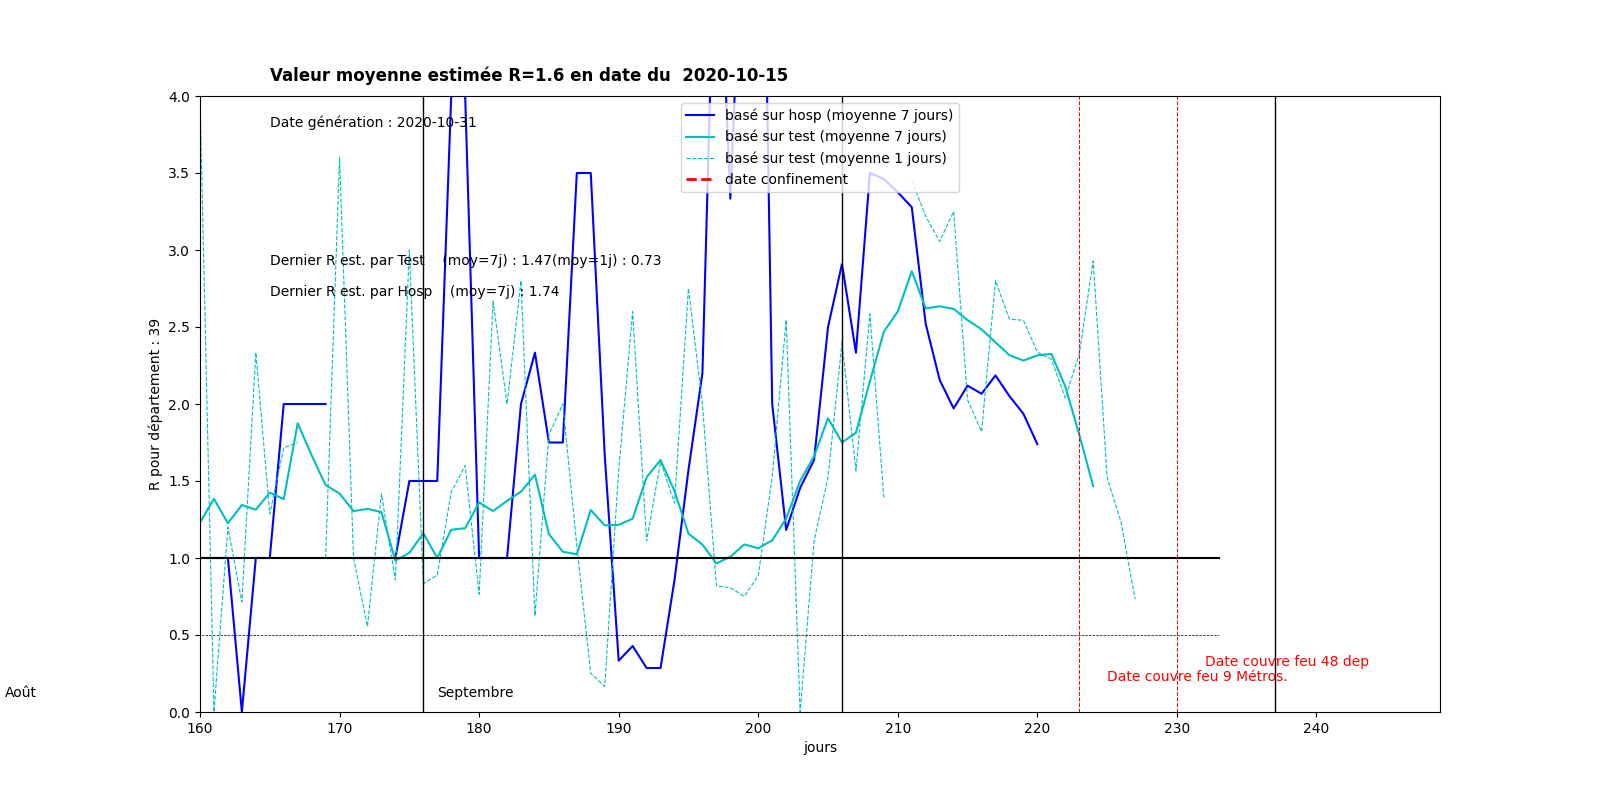 Valeur moyenne estimée R=1.6 en date du  2020-10-15
Date génération : 2020-10-31
basé sur hosp (moyenne 7 jours)
basé sur test (moyenne 7 jours)
basé sur test (moyenne 1 jours)
date confinement
Dernier R est. par Test    (moy=7j) : 1.47(moy=1j) : 0.73
Dernier R est. par Hosp    (moy=7j) : 1.74
R pour département : 39
4.0
3.5
3.0
2.5
2.0
1.5
1.0
0.5
0.0
Date couvre feu 48 dep
Date couvre feu 9 Métros.
Août
Septembre
160 170 180 190 200 210 220 230 240
jours